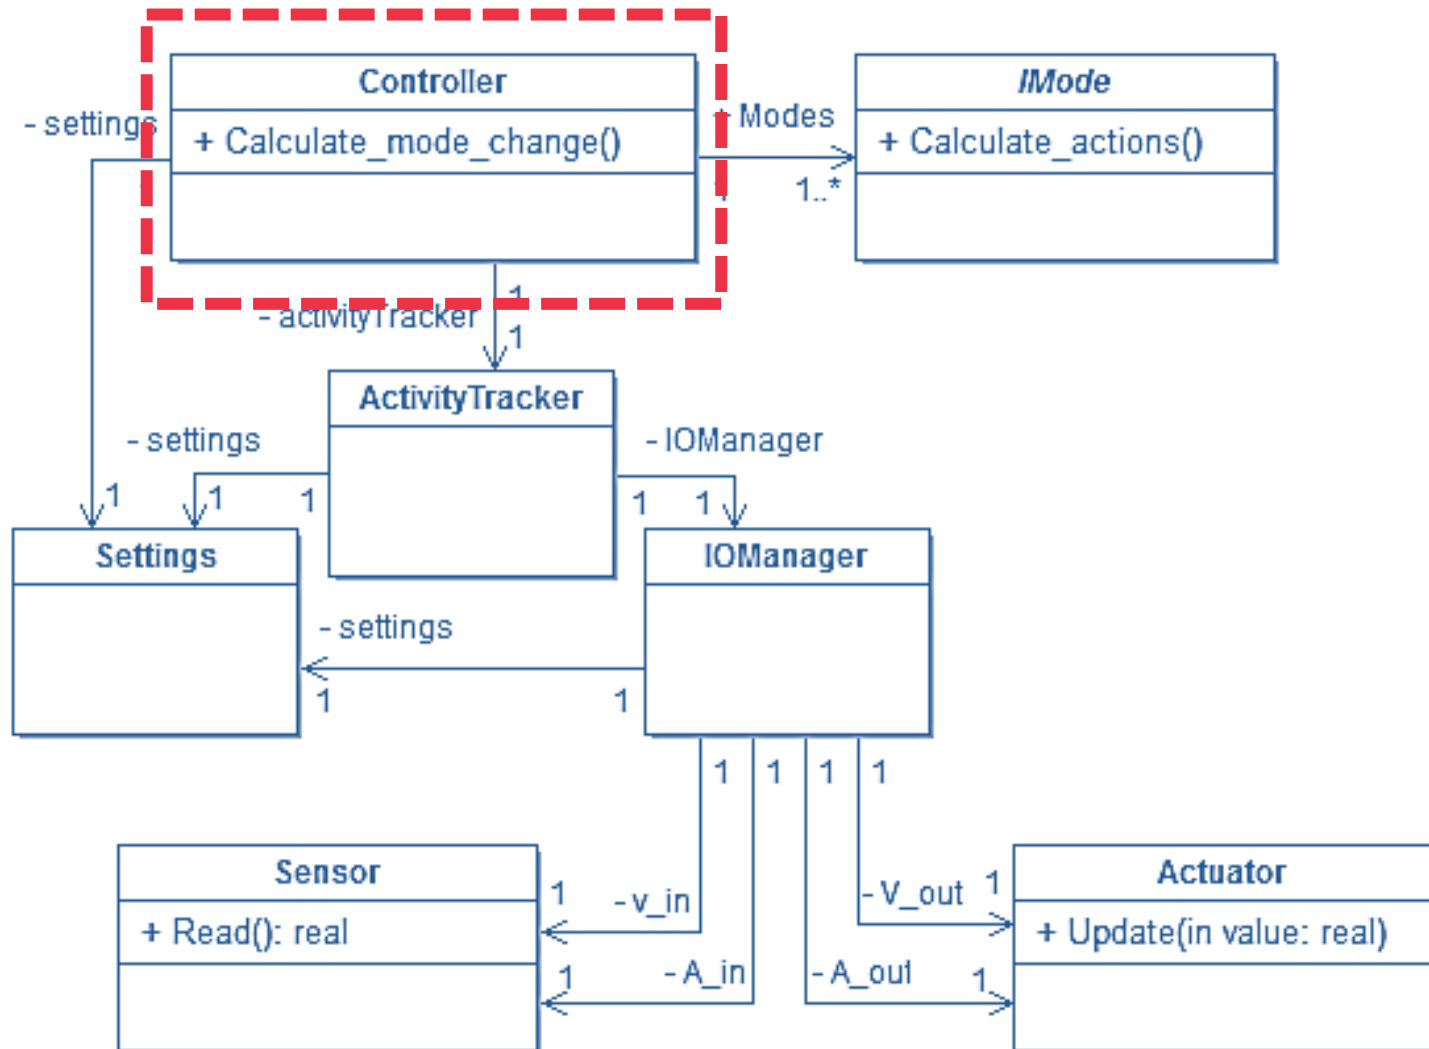 Controller
IMode
- settings
+ Calculate_mode_change()
+ Modes
+ Calculate_actions()
1
1..*
1
- activityTracker
1
ActivityTracker
- settings
- IOManager
1
1
1
1
1
Settings
IOManager
- settings
1
1
1
1
1
1
Sensor
Actuator
1
- v_in
- V_out
1
+ Read(): real
+ Update(in value: real)
1
- A_in
- A_out
1